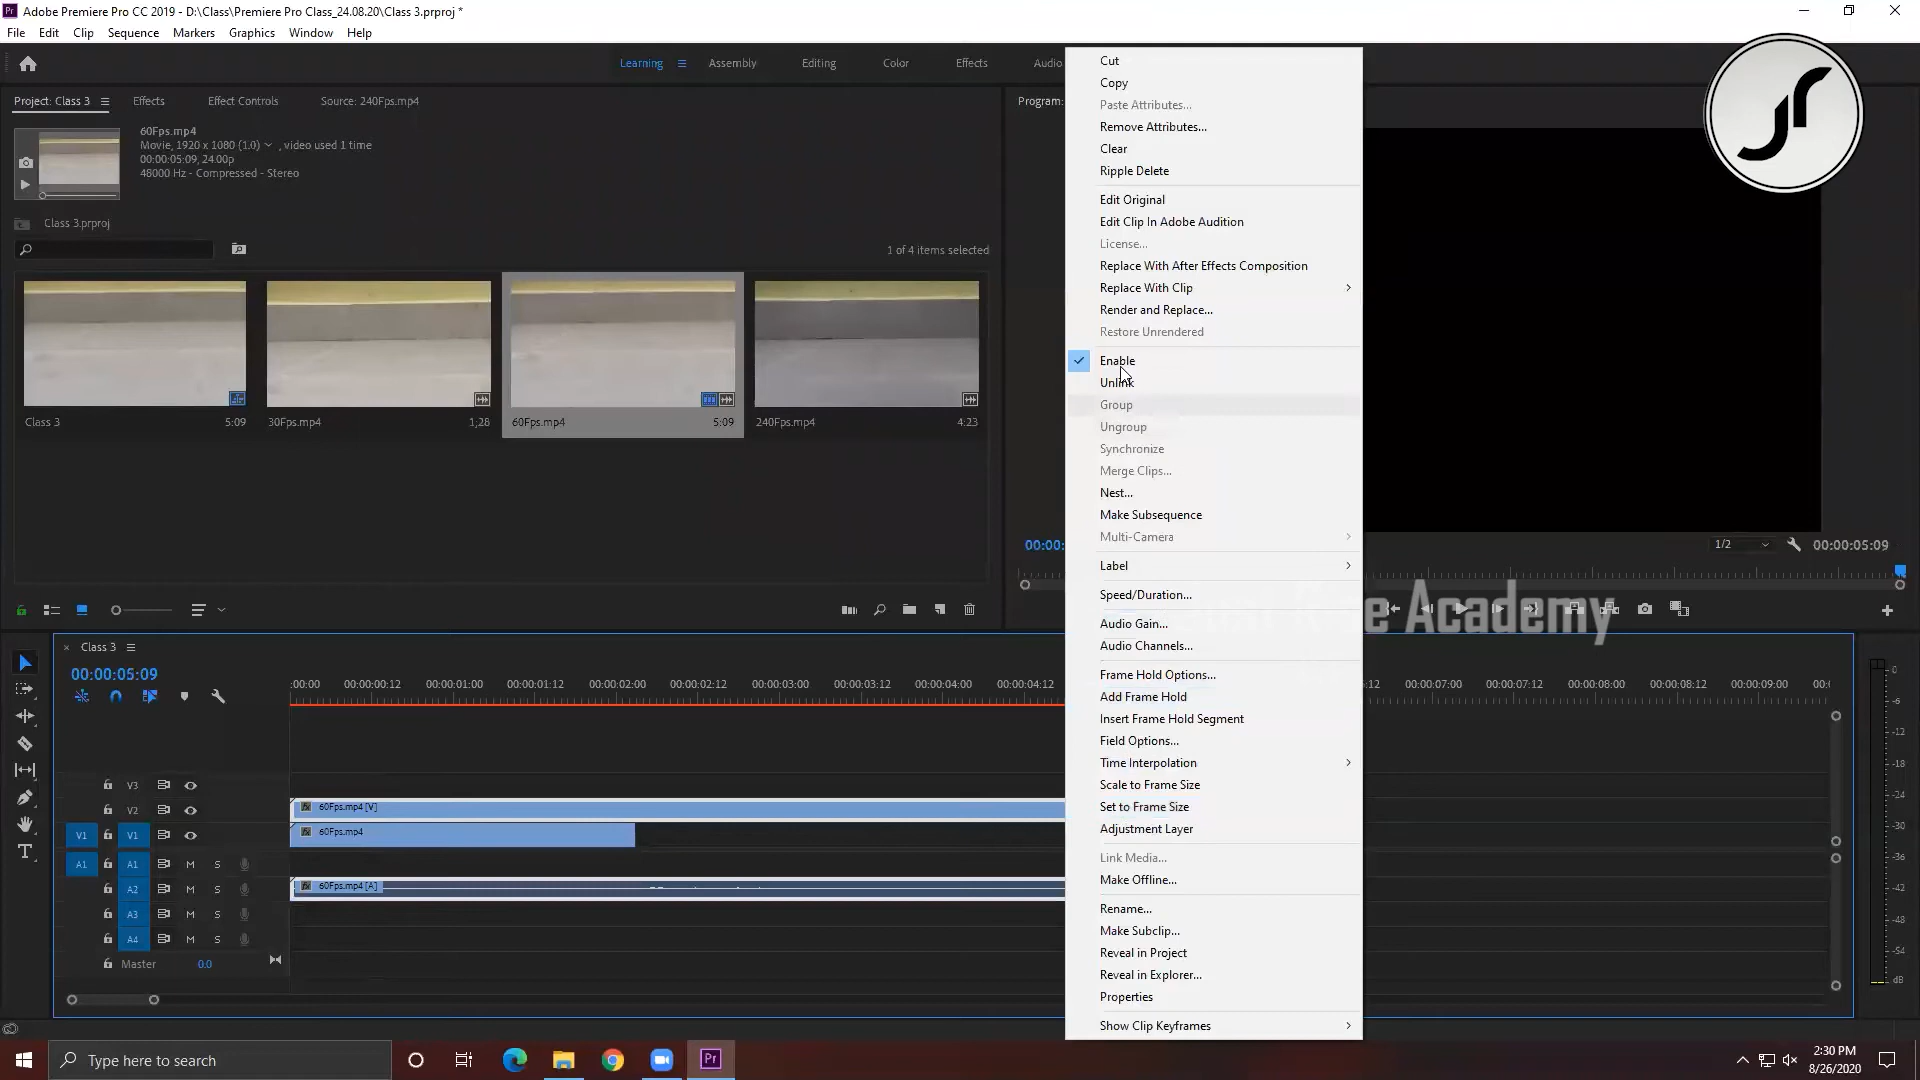 Adobe Premiere Pro CC 2019 - D:\Class\Premiere Pro Class_24.08.20\Class 3.prproj *
File Edit Clip Sequence Markers Graphics Window Help
Learning Assembly Editing Color Effects Audio
Project: Class 3 Effects Effect Controls Source: 240Fps.mp4
Program:
60Fps.mp4
Movie, 1920 x 1080 (1.0) , video used 1 time
00:00:05:09, 24.00p
48000 Hz - Compressed - Stereo
Class 3.prproj
1 of 4 items selected
Class 3 5:09
30Fps.mp4 1;28
60Fps.mp4 5:09
240Fps.mp4 4:23
Cut
Copy
Paste Attributes...
Remove Attributes...
Clear
Ripple Delete
Edit Original
Edit Clip In Adobe Audition
License...
Replace With After Effects Composition
Replace With Clip
Render and Replace...
Restore Unrendered
Enable
Unlink
Group
Ungroup
Synchronize
Merge Clips...
Nest...
Make Subsequence
Multi-Camera
Label
Speed/Duration...
Audio Gain...
Audio Channels...
Frame Hold Options...
Add Frame Hold
Insert Frame Hold Segment
Field Options...
Time Interpolation
Scale to Frame Size
Set to Frame Size
Adjustment Layer
Link Media...
Make Offline...
Rename...
Make Subclip...
Reveal in Project
Reveal in Explorer...
Properties
Show Clip Keyframes
00:00: 1/2 00:00:05:09
Academy
Class 3
00:00:05:09
:00:00 00:00:00:12 00:00:01:00 00:00:01:12 00:00:02:00 00:00:02:12 00:00:03:00 00:00:03:12 00:00:04:00 00:00:04:12 00:00:07:00 00:00:07:12 00:00:08:00 00:00:08:12 00:00:09:00
V3
V2 60Fps.mp4 [V]
V1 V1 60Fps.mp4
A1 A1 M S
A2 M S 60Fps.mp4 [A]
A3 M S
A4 M S
Master 0.0
0
-6
-12
-18
-24
-30
-36
-42
-48
-54
dB
Type here to search
2:30 PM
8/26/2020